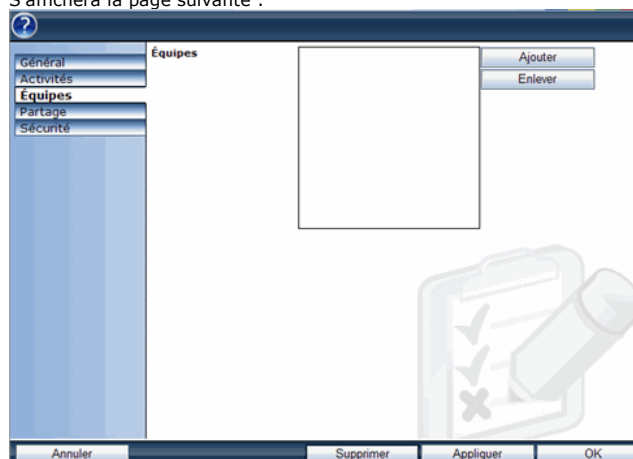 S'affichera la page suivante :
?
Général
Activités
Équipes
Partage
Sécurité
Équipes
Ajouter
Enlever
Annuler
Supprimer
Appliquer
OK